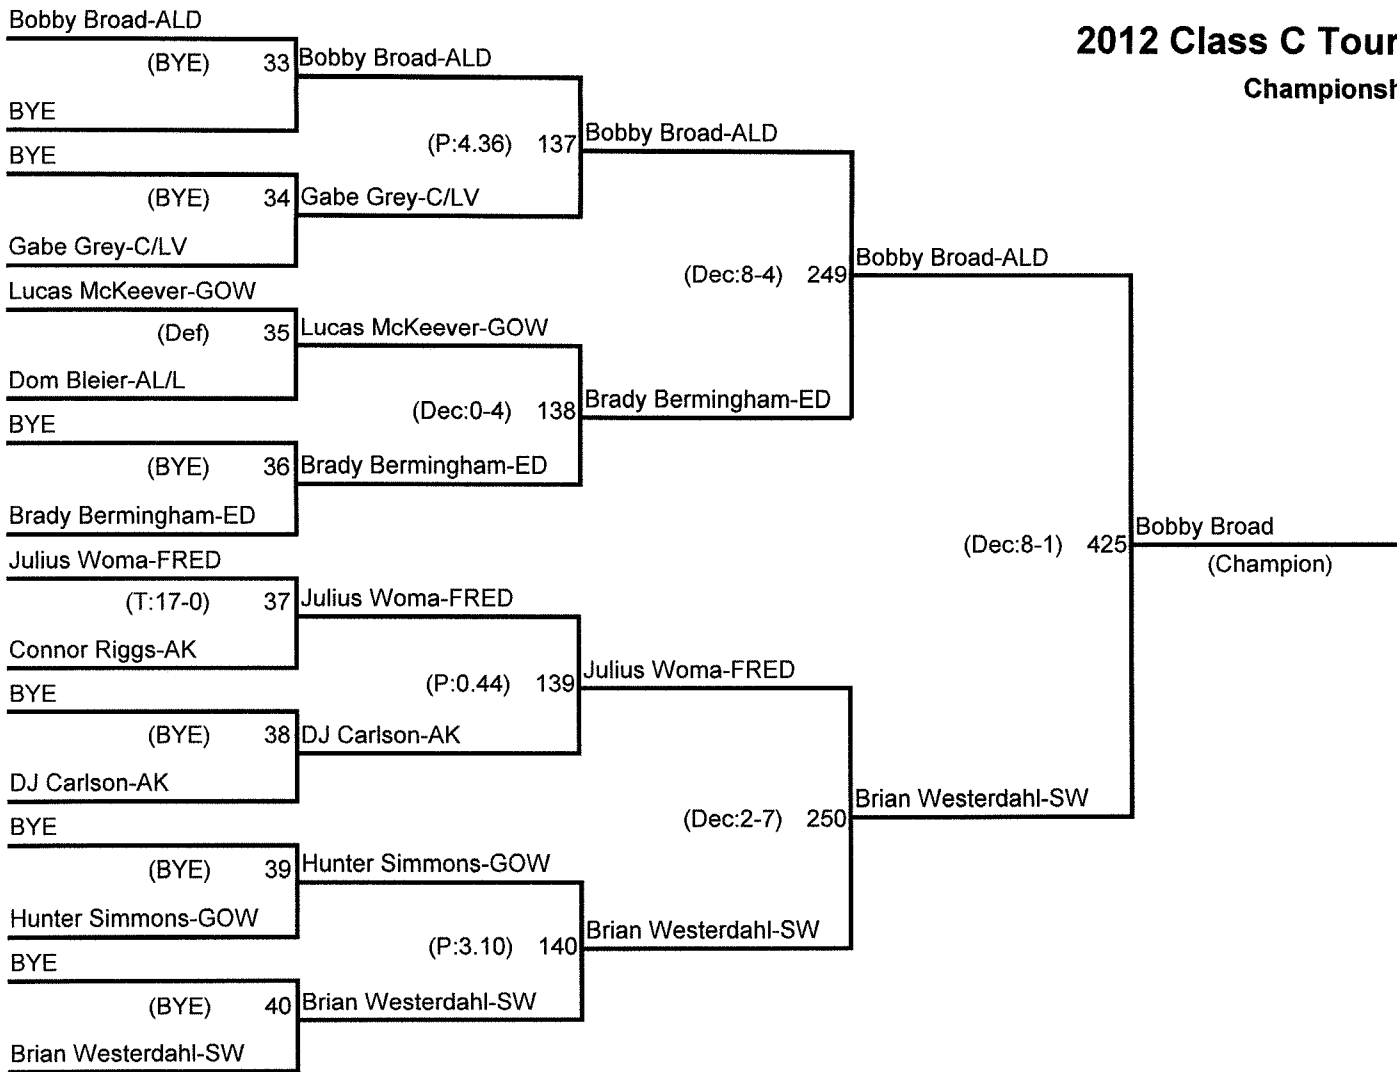 Bobby Broad-ALD
2012 Class C Tour
(BYE) 33 Bobby Broad-ALD
Championsh
BYE
(P:4.36) 137 Bobby Broad-ALD
BYE
(BYE) 34 Gabe Grey-C/LV
Gabe Grey-C/LV
(Dec:8-4) 249 Bobby Broad-ALD
Lucas McKeever-GOW
(Def) 35 Lucas McKeever-GOW
Dom Bleier-AL/L
(Dec:0-4) 138 Brady Bermingham-ED
BYE
(BYE) 36 Brady Bermingham-ED
Brady Bermingham-ED
(Dec:8-1) 425 Bobby Broad
(Champion)
Julius Woma-FRED
(T:17-0) 37 Julius Woma-FRED
Connor Riggs-AK
(P:0.44) 139 Julius Woma-FRED
BYE
(BYE) 38 DJ Carlson-AK
DJ Carlson-AK
(Dec:2-7) 250 Brian Westerdahl-SW
BYE
(BYE) 39 Hunter Simmons-GOW
Hunter Simmons-GOW
(P:3.10) 140 Brian Westerdahl-SW
BYE
(BYE) 40 Brian Westerdahl-SW
Brian Westerdahl-SW